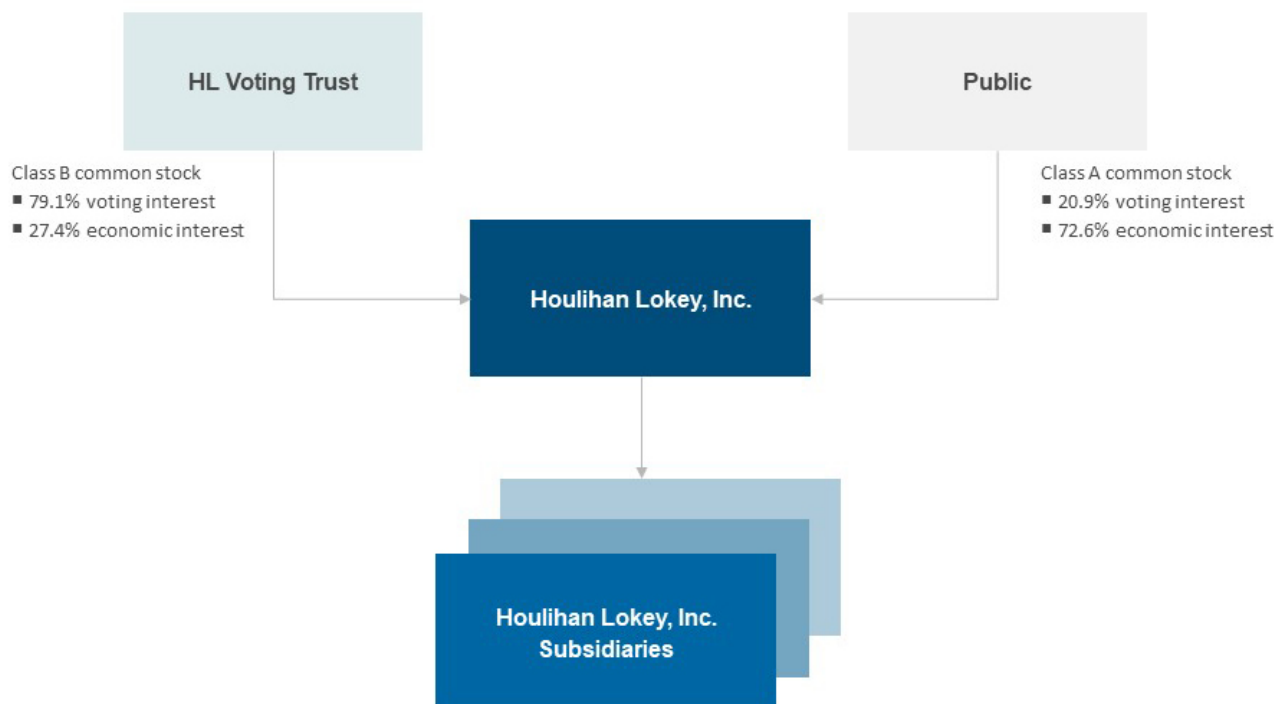 HL Voting Trust
Public
Class B common stock
▪ 79.1% voting interest
▪ 27.4% economic interest
Class A common stock
▪ 20.9% voting interest
▪ 72.6% economic interest
Houlihan Lokey, Inc.
Houlihan Lokey, Inc.
Subsidiaries